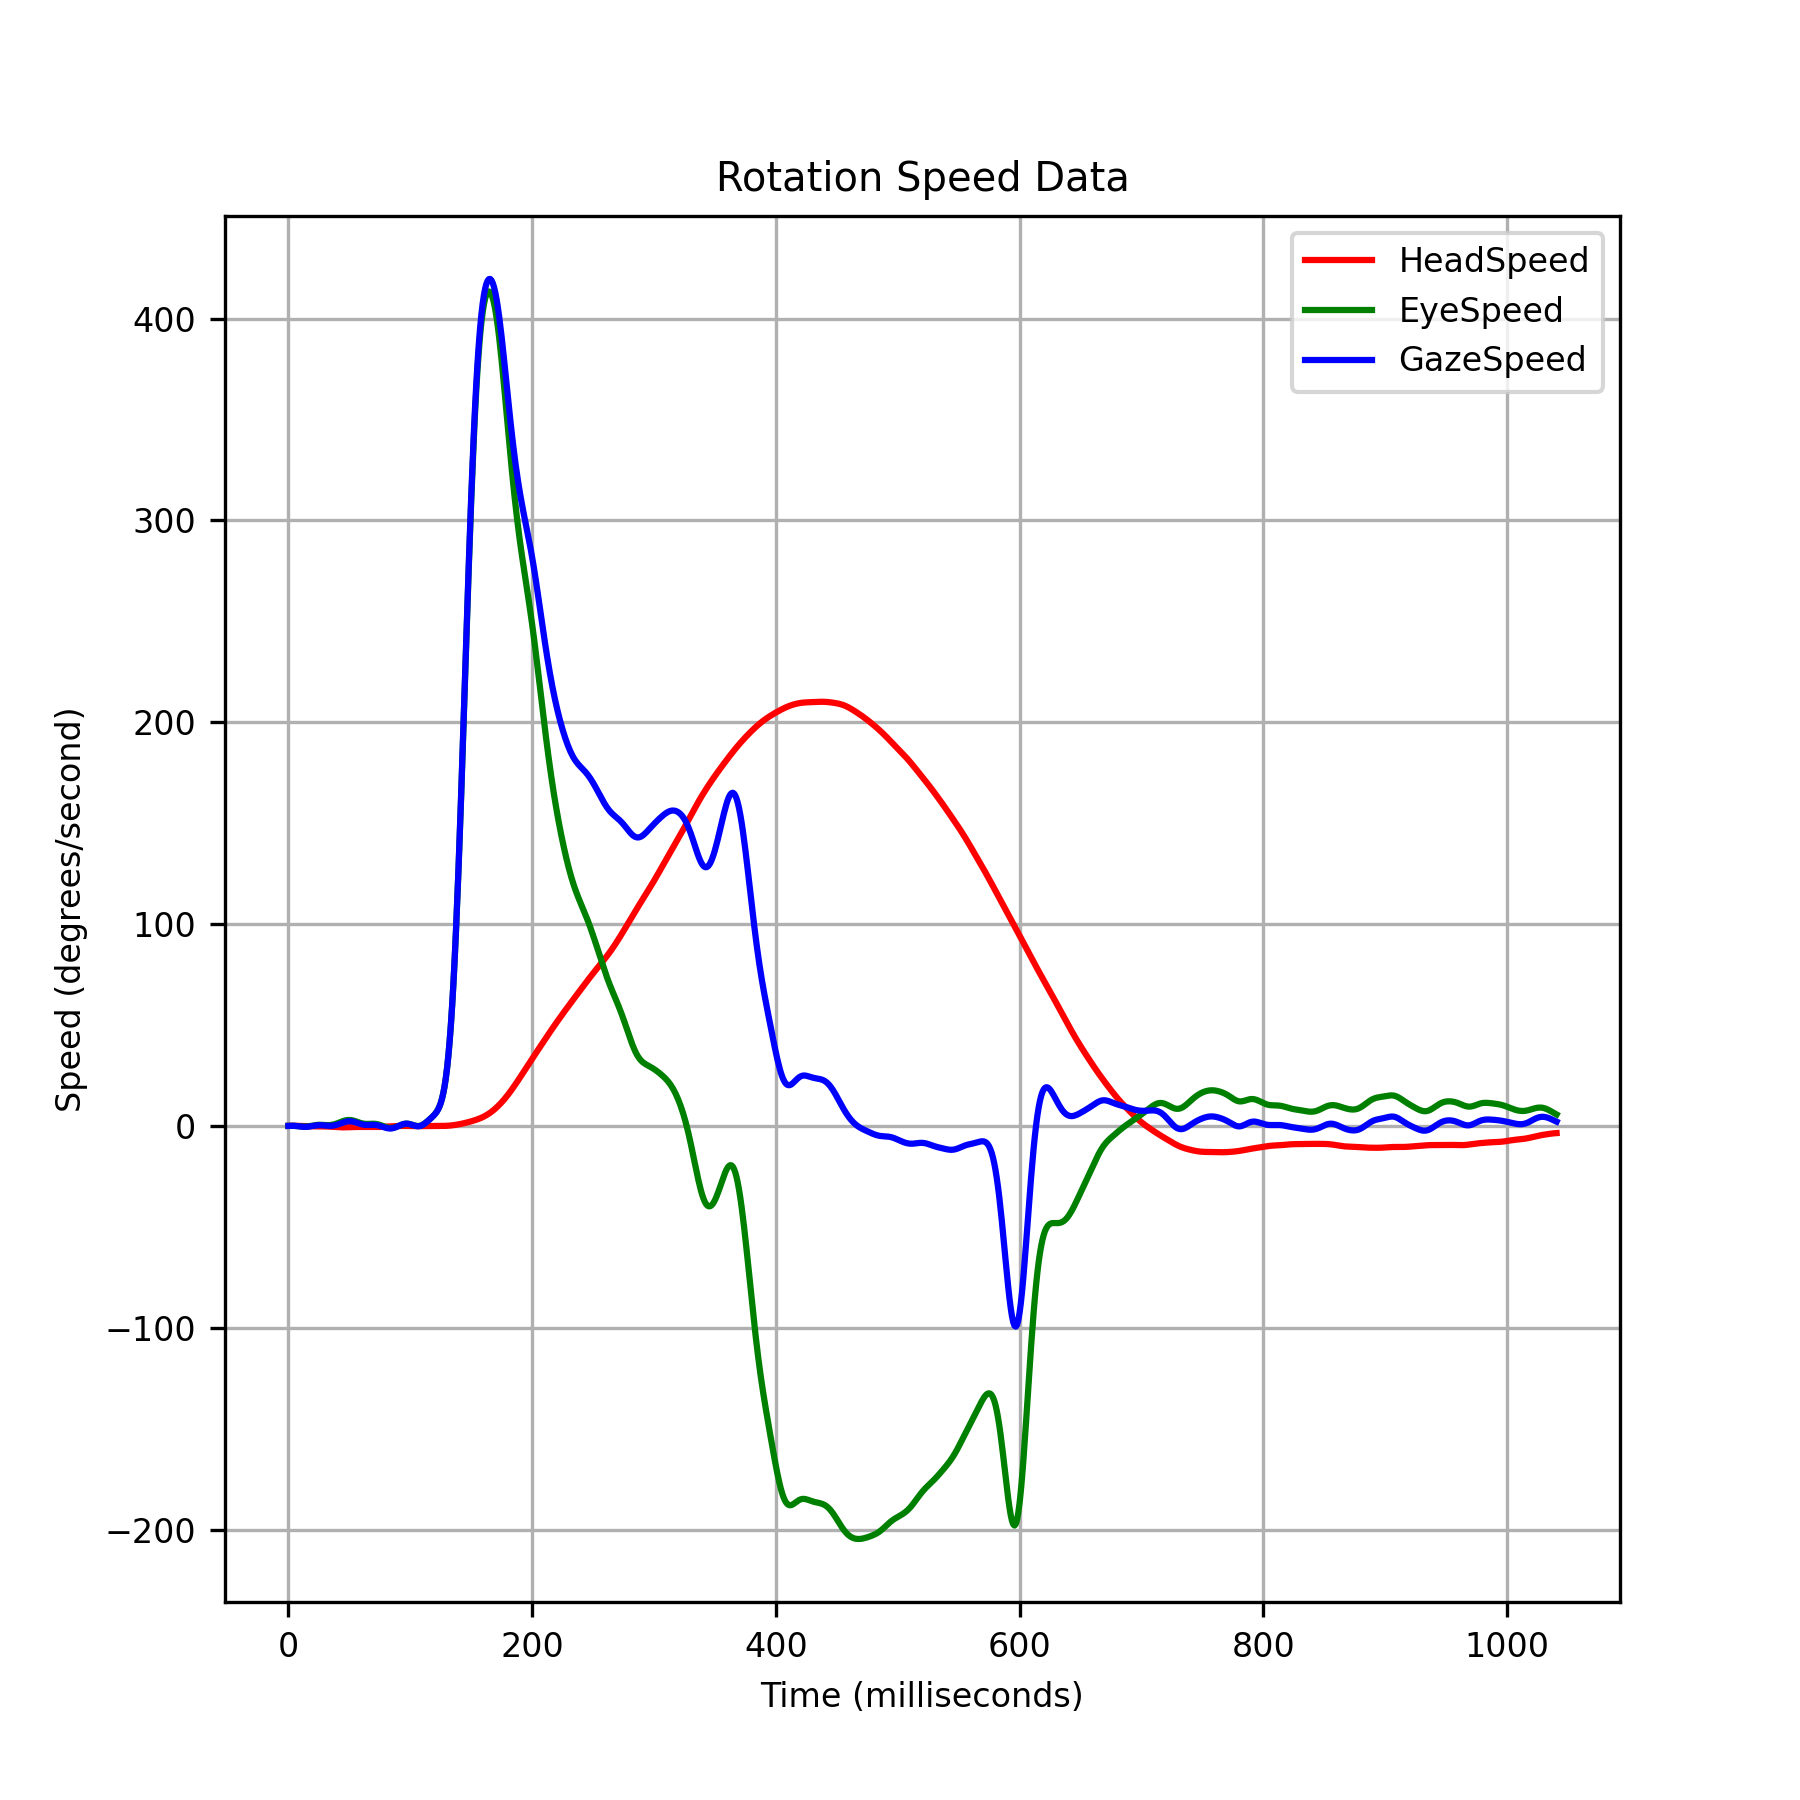 Rotation Speed Data
HeadSpeed
EyeSpeed
GazeSpeed
400
300
200
100
0
−100
−200
Speed (degrees/second)
0 200 400 600 800 1000
Time (milliseconds)